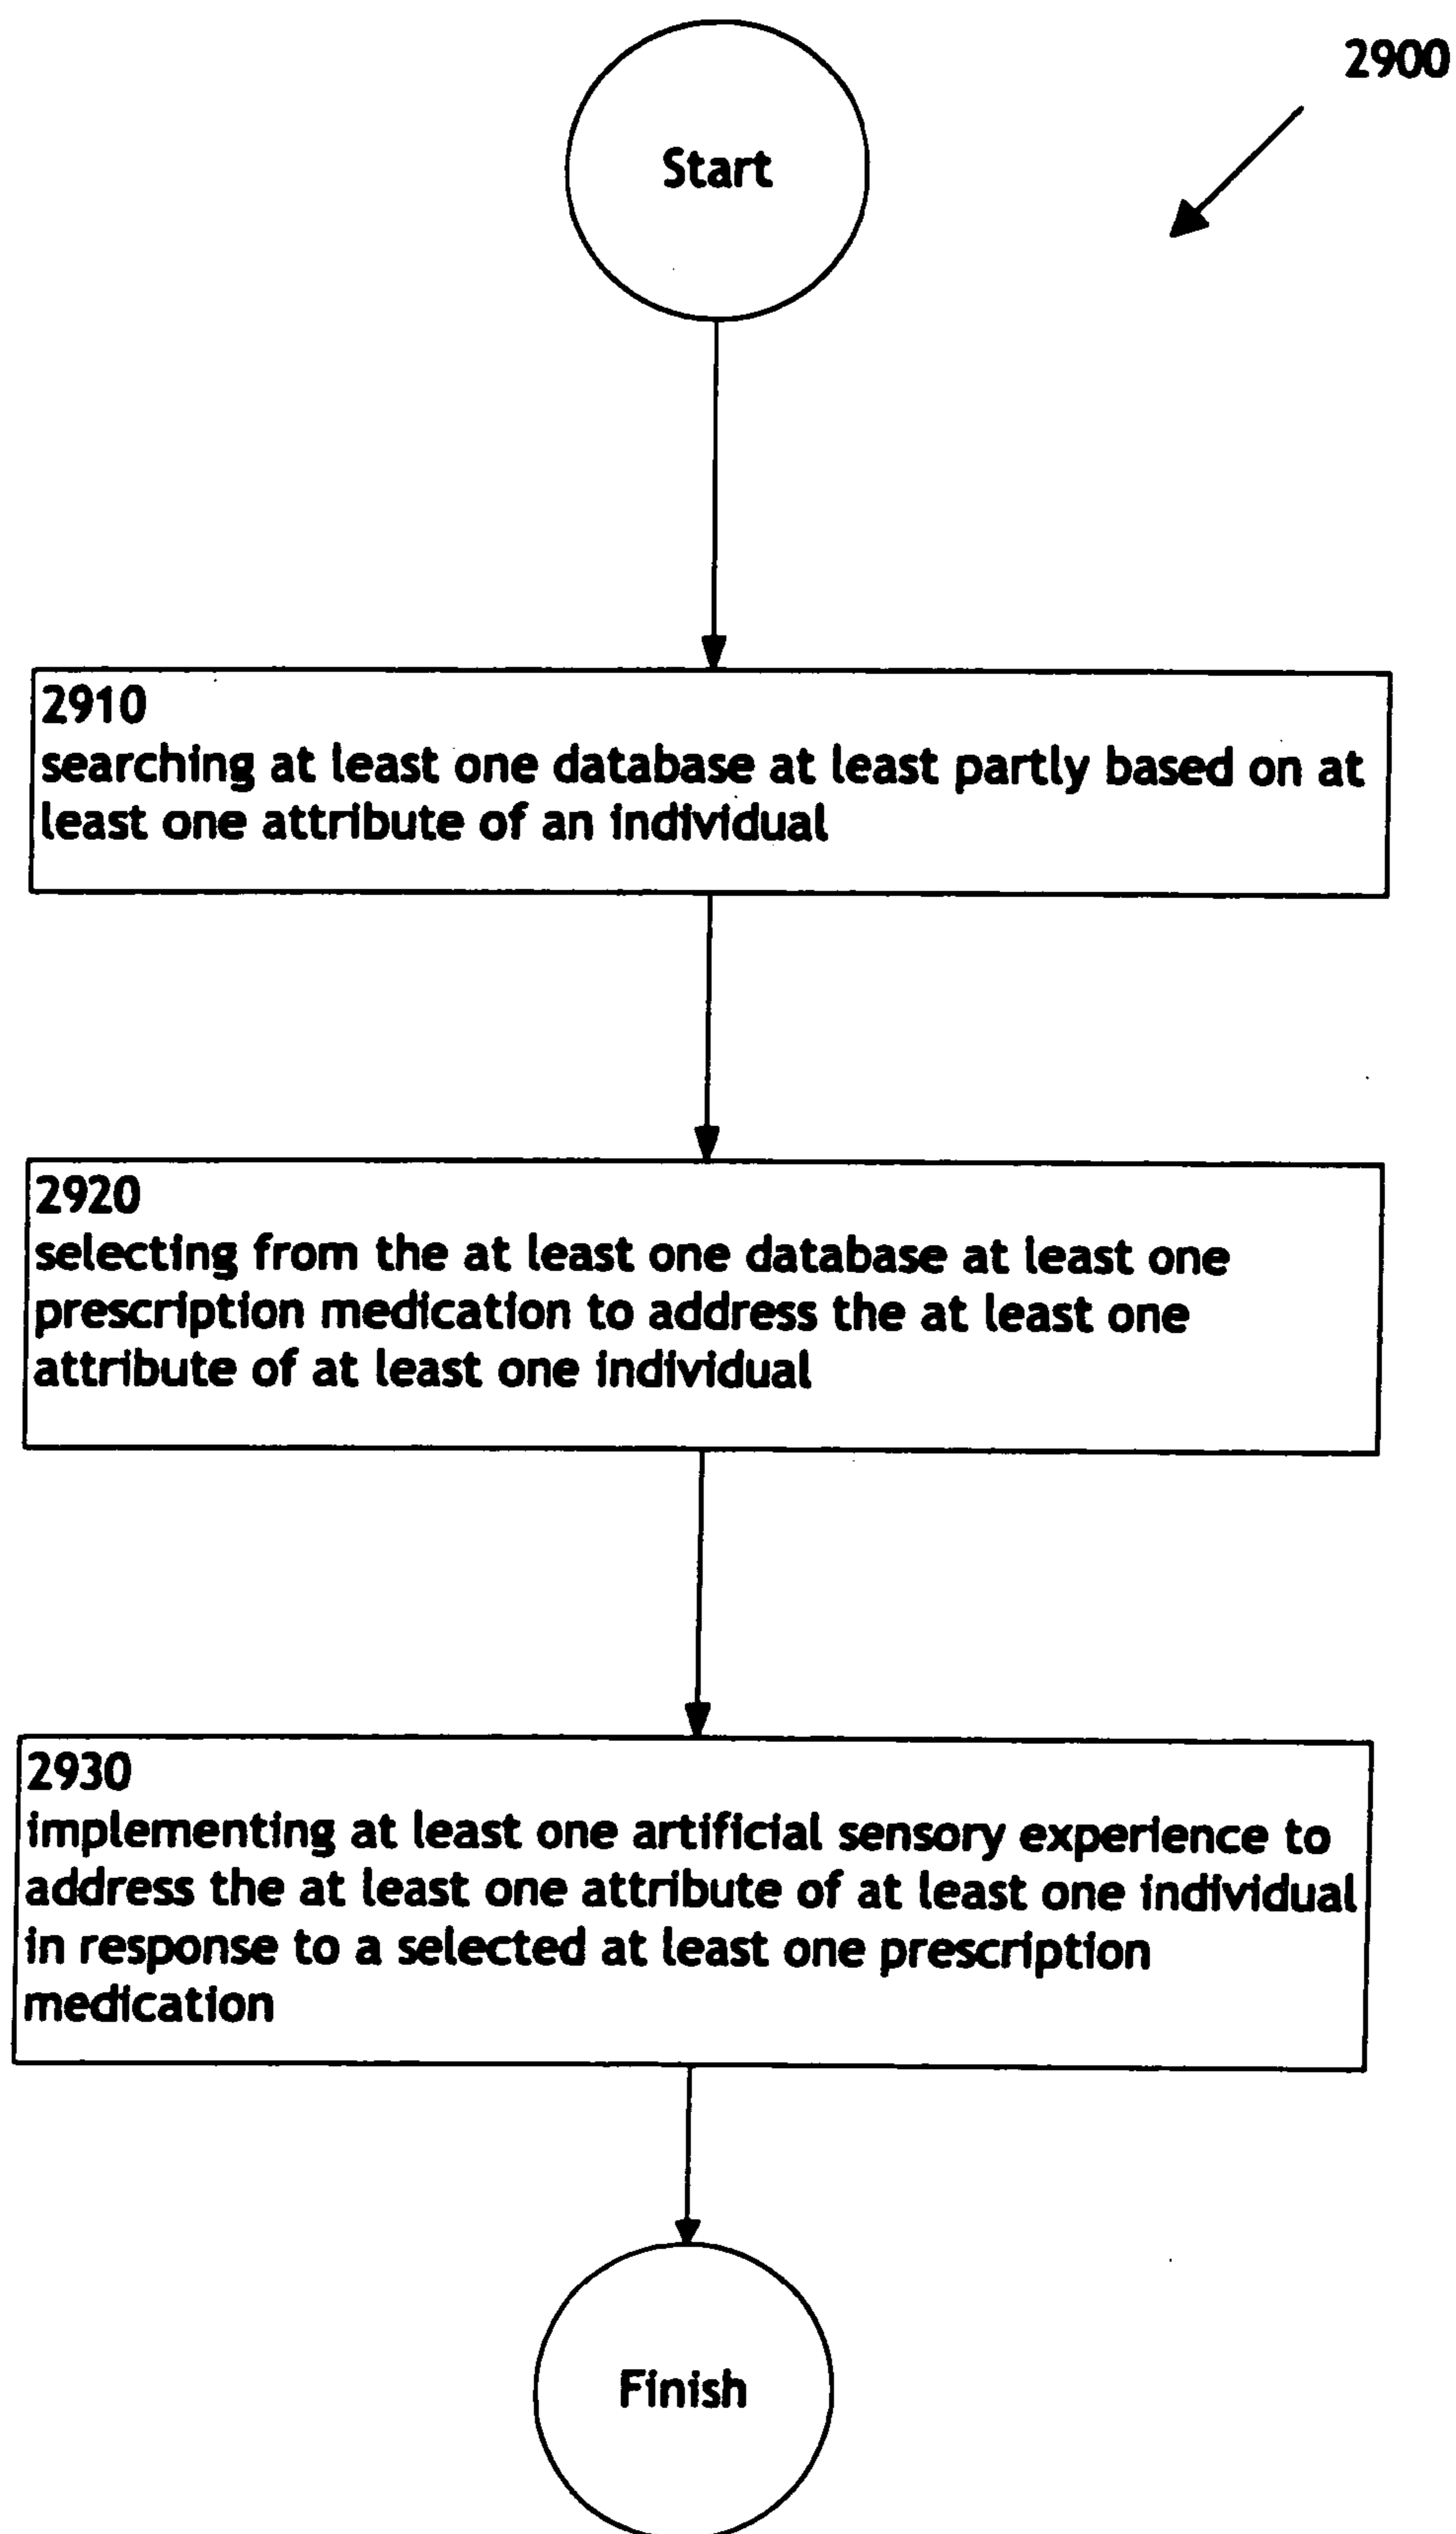 2900
Start
2910
searching at least one database at least partly based on at
least one attribute of an individual
2920
selecting from the at least one database at least one
prescription medication to address the at least one
attribute of at least one individual
2930
implementing at least one artificial sensory experience to
address the at least one attribute of at least one individual
in response to a selected at least one prescription
medication
Finish